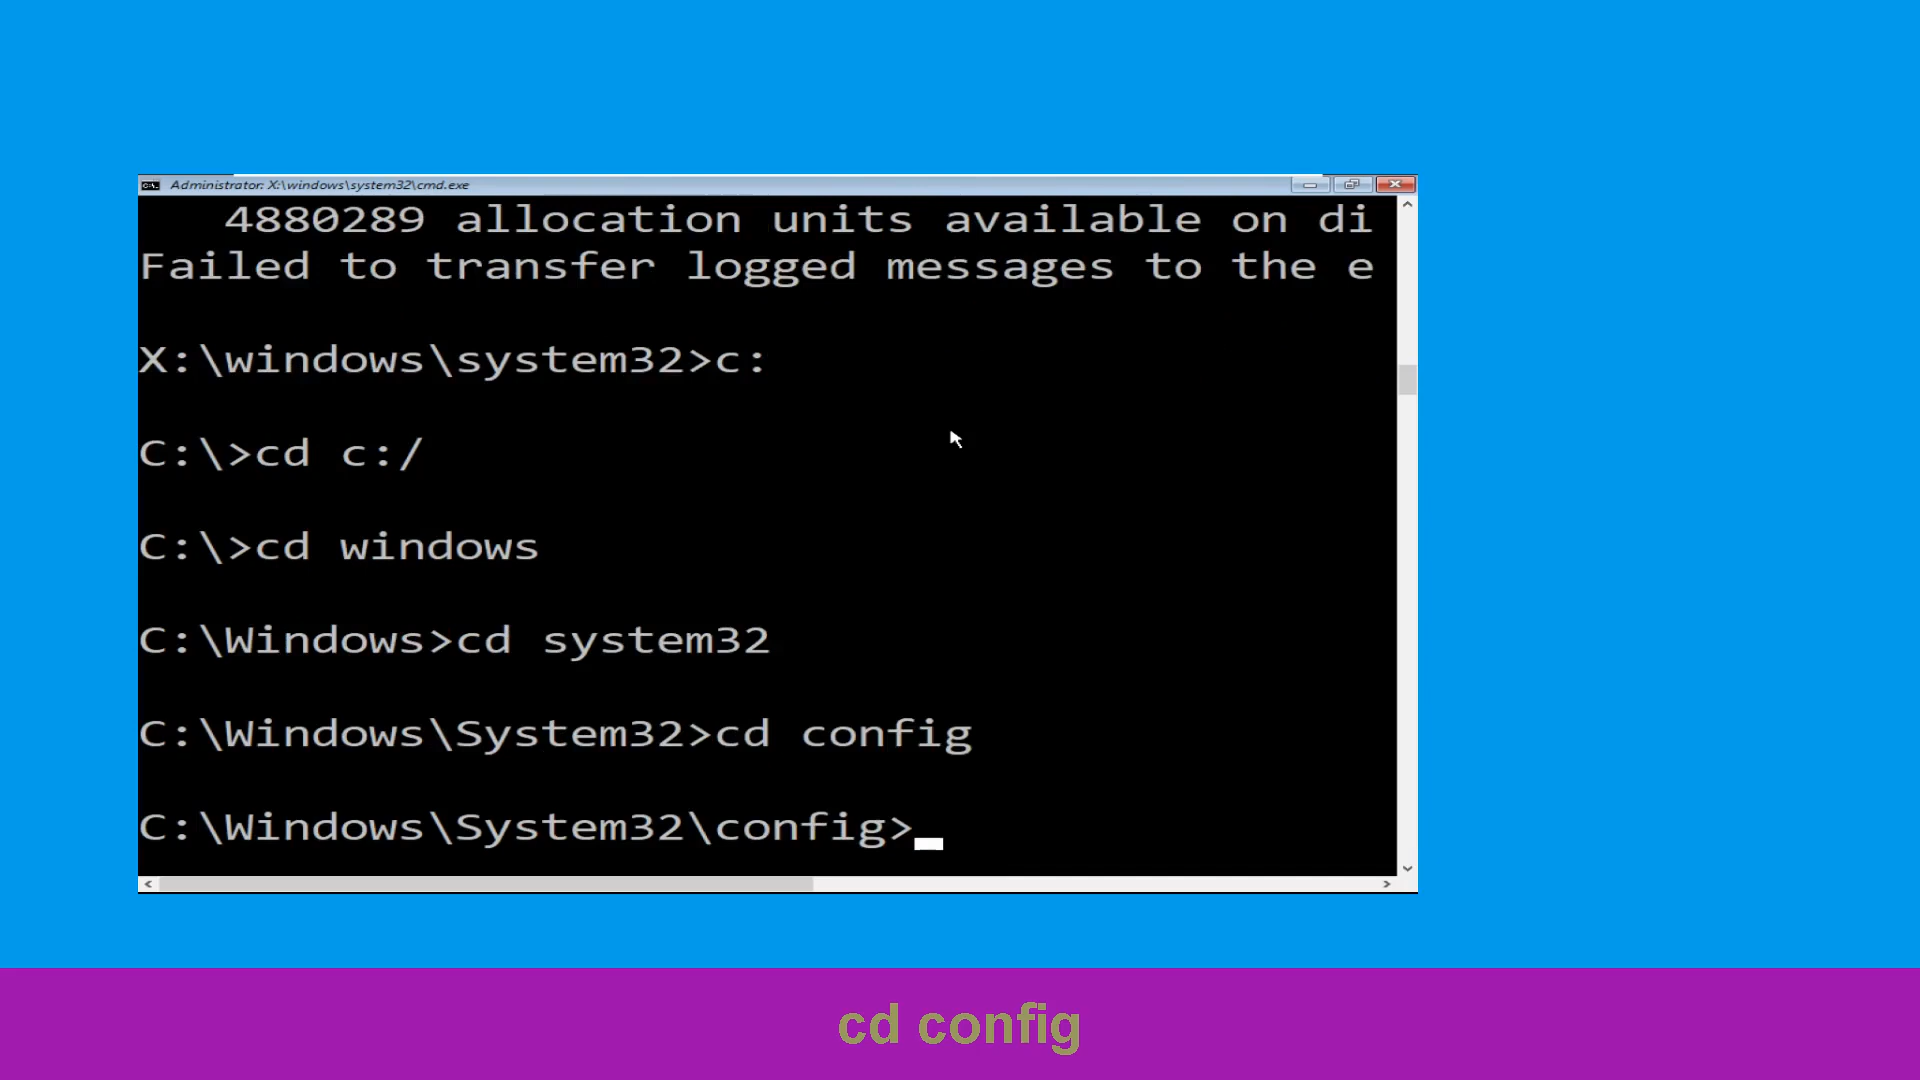 Administrator: X:\windows\system32\cmd.exe
4880289 allocation units available on di
Failed to transfer logged messages to the e
X:\windows\system32>c:
C:\>cd c:/
C:\>cd windows
C:\Windows>cd system32
C:\Windows\System32>cd config
C:\Windows\System32\config>
cd config